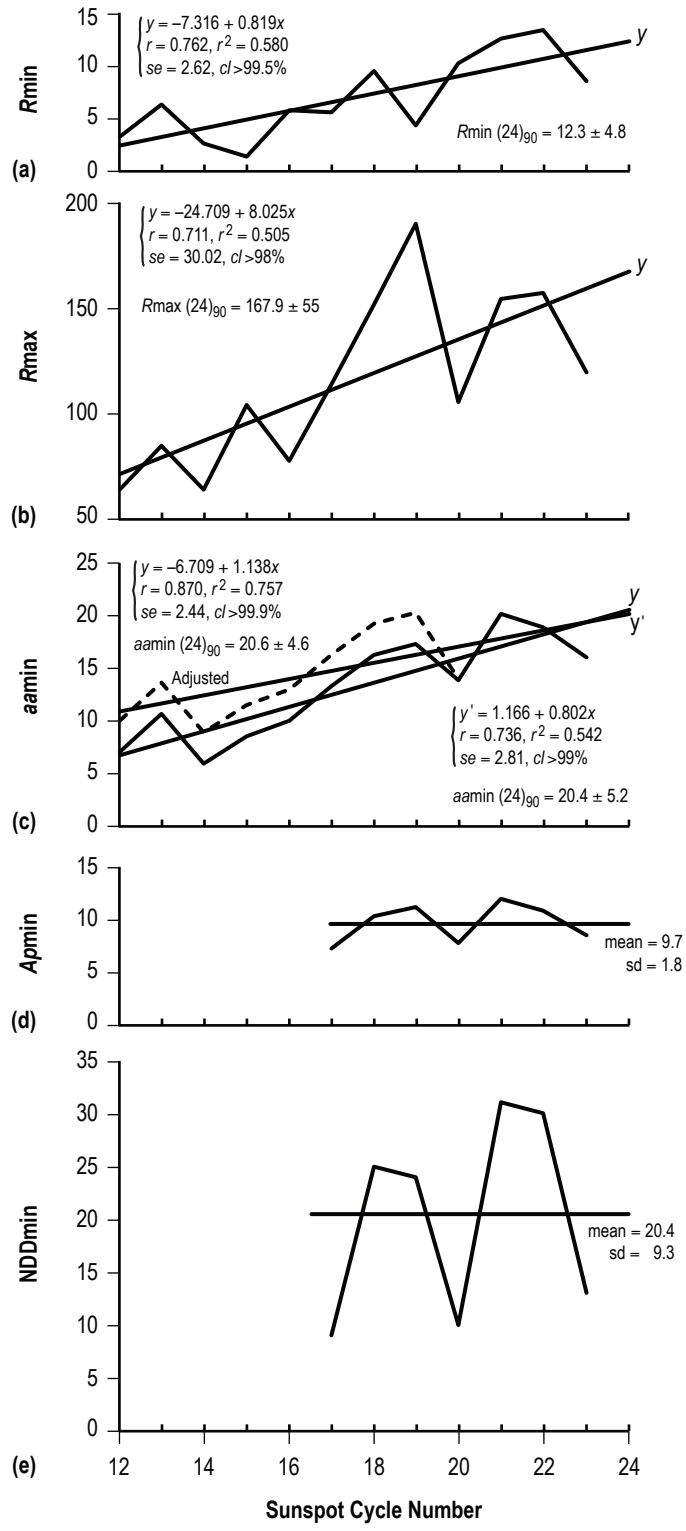 15
y = –7.316 + 0.819x
r = 0.762, r² = 0.580
se = 2.62, cl >99.5%
y
10
Rmin
5
Rmin (24)₉₀ = 12.3 ± 4.8
0
(a)
200
y = –24.709 + 8.025x
r = 0.711, r² = 0.505
se = 30.02, cl >98%
y
Rmax (24)₉₀ = 167.9 ± 55
150
Rmax
100
50
(b)
25
y = –6.709 + 1.138x
r = 0.870, r² = 0.757
se = 2.44, cl >99.9%
y
20
y'
aamin (24)₉₀ = 20.6 ± 4.6
Adjusted
15
aamin
10
y' = 1.166 + 0.802x
r = 0.736, r² = 0.542
se = 2.81, cl >99%
5
aamin (24)₉₀ = 20.4 ± 5.2
0
(c)
15
10
Apmin
mean = 9.7
sd = 1.8
5
0
(d)
35
30
25
20
mean = 20.4
sd = 9.3
NDDmin
15
10
5
0
(e)
12 14 16 18 20 22 24
Sunspot Cycle Number